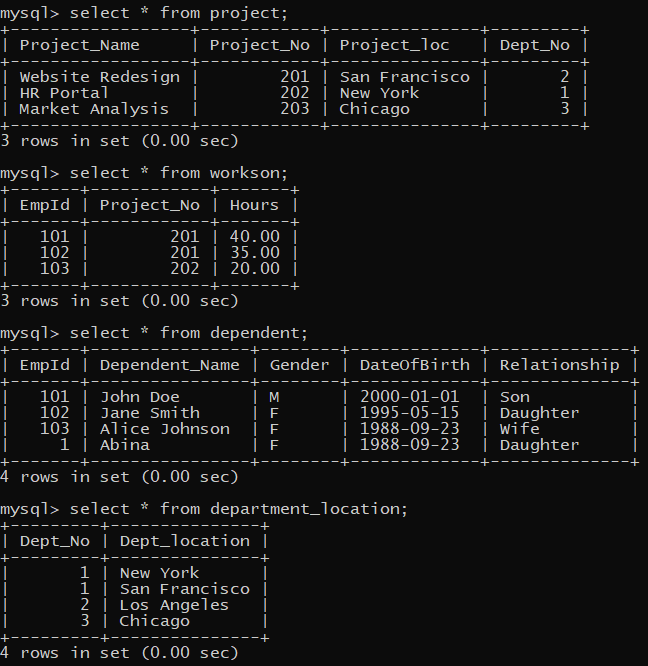 mysql> select * from project;
+------------------+------------+---------------+---------+
| Project_Name     | Project_No | Project_loc   | Dept_No |
+------------------+------------+---------------+---------+
| Website Redesign |        201 | San Francisco |       2 |
| HR Portal        |        202 | New York      |       1 |
| Market Analysis  |        203 | Chicago       |       3 |
+------------------+------------+---------------+---------+
3 rows in set (0.00 sec)

mysql> select * from workson;
+-------+------------+-------+
| EmpId | Project_No | Hours |
+-------+------------+-------+
|   101 |        201 | 40.00 |
|   102 |        201 | 35.00 |
|   103 |        202 | 20.00 |
+-------+------------+-------+
3 rows in set (0.00 sec)

mysql> select * from dependent;
+-------+----------------+--------+-------------+--------------+
| EmpId | Dependent_Name | Gender | DateOfBirth | Relationship |
+-------+----------------+--------+-------------+--------------+
|   101 | John Doe       | M      | 2000-01-01  | Son          |
|   102 | Jane Smith     | F      | 1995-05-15  | Daughter     |
|   103 | Alice Johnson  | F      | 1988-09-23  | Wife         |
|     1 | Abina          | F      | 1988-09-23  | Daughter     |
+-------+----------------+--------+-------------+--------------+
4 rows in set (0.00 sec)

mysql> select * from department_location;
+---------+---------------+
| Dept_No | Dept_location |
+---------+---------------+
|       1 | New York      |
|       1 | San Francisco |
|       2 | Los Angeles   |
|       3 | Chicago       |
+---------+---------------+
4 rows in set (0.00 sec)